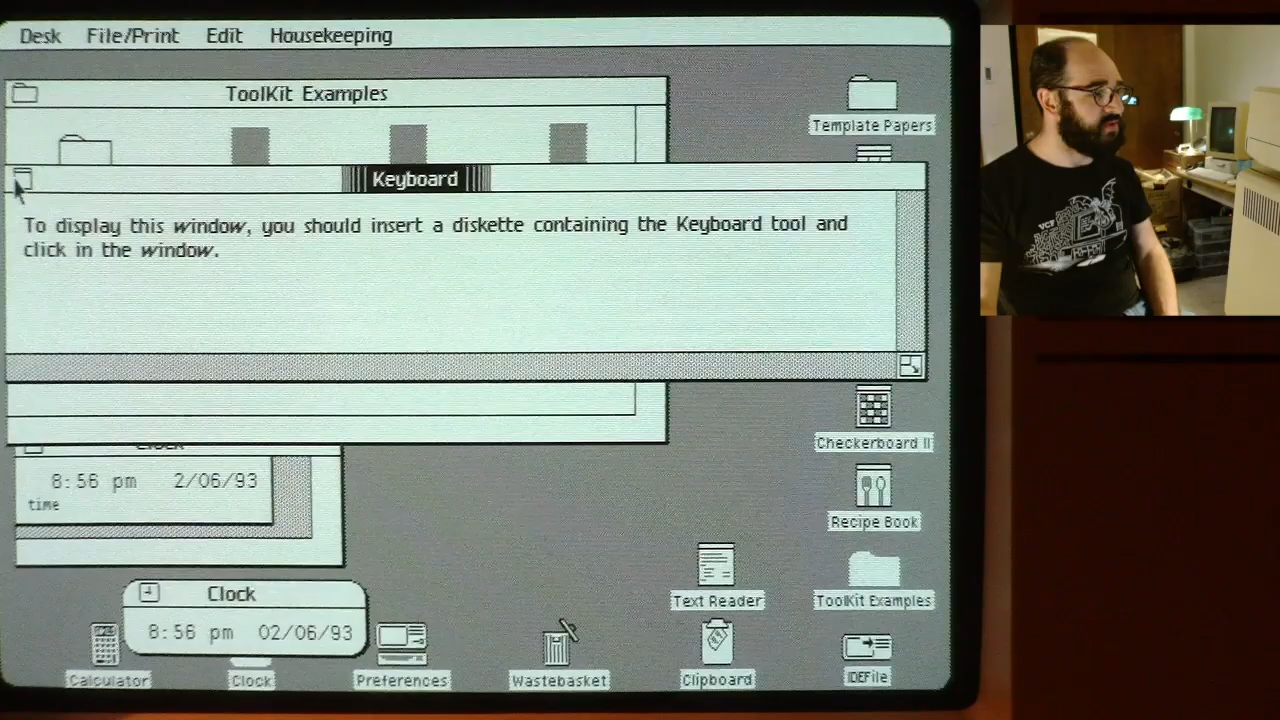 Desk File/Print Edit Housekeeping
ToolKit Examples
Template Papers
Keyboard
To display this window, you should insert a diskette containing the Keyboard tool and
click in the window.
Checkerboard II
Clock
8:56 pm 2/06/93
time
Recipe Book
Text Reader
ToolKit Examples
Clock
8:56 pm 02/06/93
Calculator
Clock
Preferences
Wastebasket
Clipboard
IDEFile
VCF